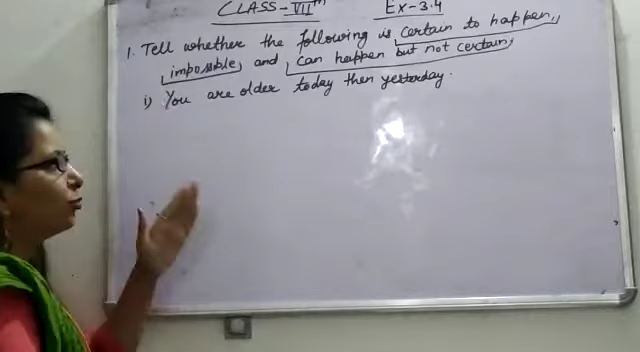 CLASS-VIIth Ex-3.4
1. Tell whether the following is certain to happen,
impossible, and can happen but not certain,
i) You are older today then yesterday.